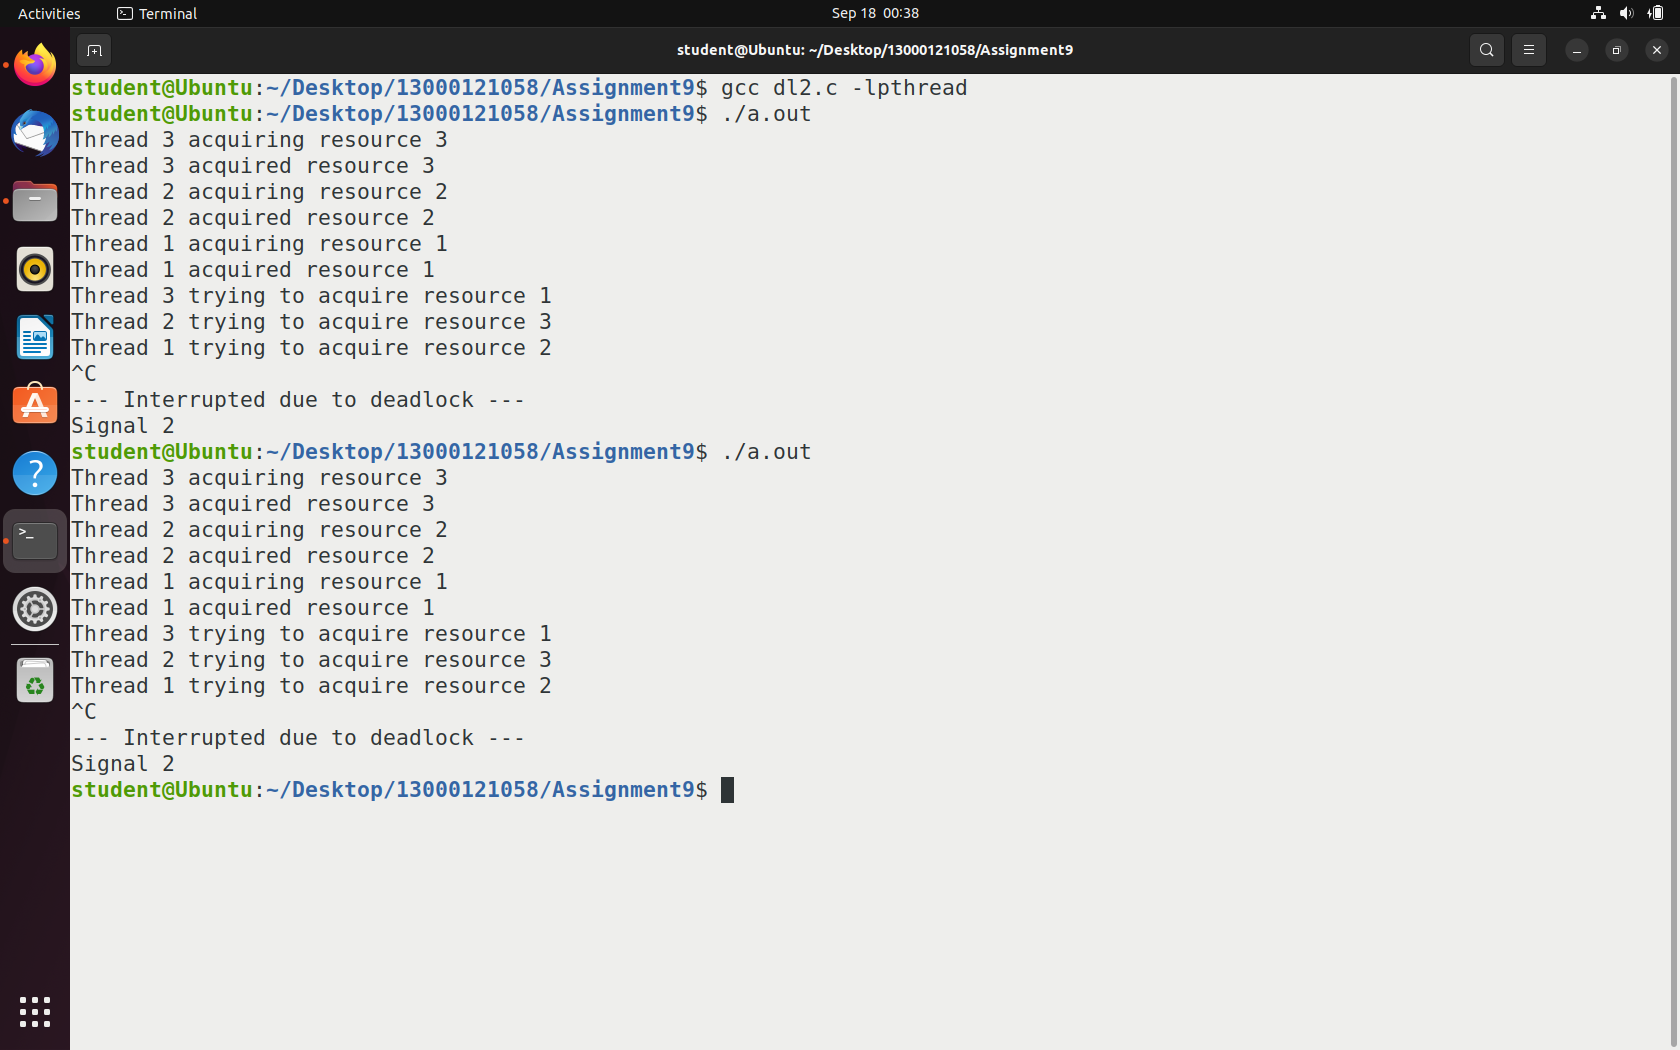 Activities Terminal Sep 18 00:38
student@Ubuntu: ~/Desktop/13000121058/Assignment9
student@Ubuntu:~/Desktop/13000121058/Assignment9$ gcc dl2.c -lpthread
student@Ubuntu:~/Desktop/13000121058/Assignment9$ ./a.out
Thread 3 acquiring resource 3
Thread 3 acquired resource 3
Thread 2 acquiring resource 2
Thread 2 acquired resource 2
Thread 1 acquiring resource 1
Thread 1 acquired resource 1
Thread 3 trying to acquire resource 1
Thread 2 trying to acquire resource 3
Thread 1 trying to acquire resource 2
^C
--- Interrupted due to deadlock ---
Signal 2
student@Ubuntu:~/Desktop/13000121058/Assignment9$ ./a.out
Thread 3 acquiring resource 3
Thread 3 acquired resource 3
Thread 2 acquiring resource 2
Thread 2 acquired resource 2
Thread 1 acquiring resource 1
Thread 1 acquired resource 1
Thread 3 trying to acquire resource 1
Thread 2 trying to acquire resource 3
Thread 1 trying to acquire resource 2
^C
--- Interrupted due to deadlock ---
Signal 2
student@Ubuntu:~/Desktop/13000121058/Assignment9$